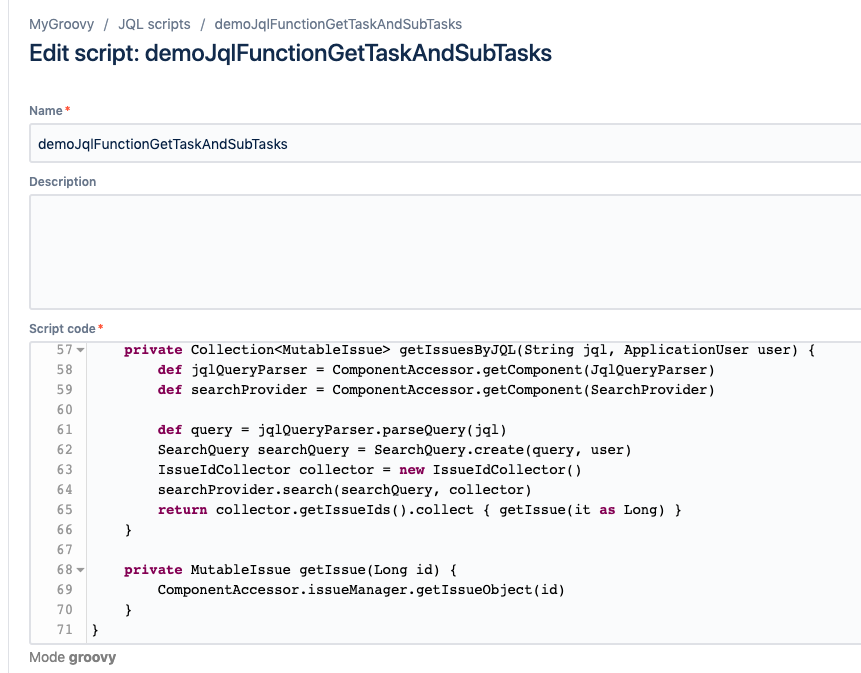 MyGroovy / JQL scripts / demoJqlFunctionGetTaskAndSubTasks
Edit script: demoJqlFunctionGetTaskAndSubTasks
Name*
demoJqlFunctionGetTaskAndSubTasks
Description
Script code*
57 private Collection<MutableIssue> getIssuesByJQL(String jql, ApplicationUser user) {
58 def jqlQueryParser = ComponentAccessor.getComponent(JqlQueryParser)
59 def searchProvider = ComponentAccessor.getComponent(SearchProvider)
60
61 def query = jqlQueryParser.parseQuery(jql)
62 SearchQuery searchQuery = SearchQuery.create(query, user)
63 IssueIdCollector collector = new IssueIdCollector()
64 searchProvider.search(searchQuery, collector)
65 return collector.getIssueIds().collect { getIssue(it as Long) }
66 }
67
68 private MutableIssue getIssue(Long id) {
69 ComponentAccessor.issueManager.getIssueObject(id)
70 }
71 }
Mode groovy